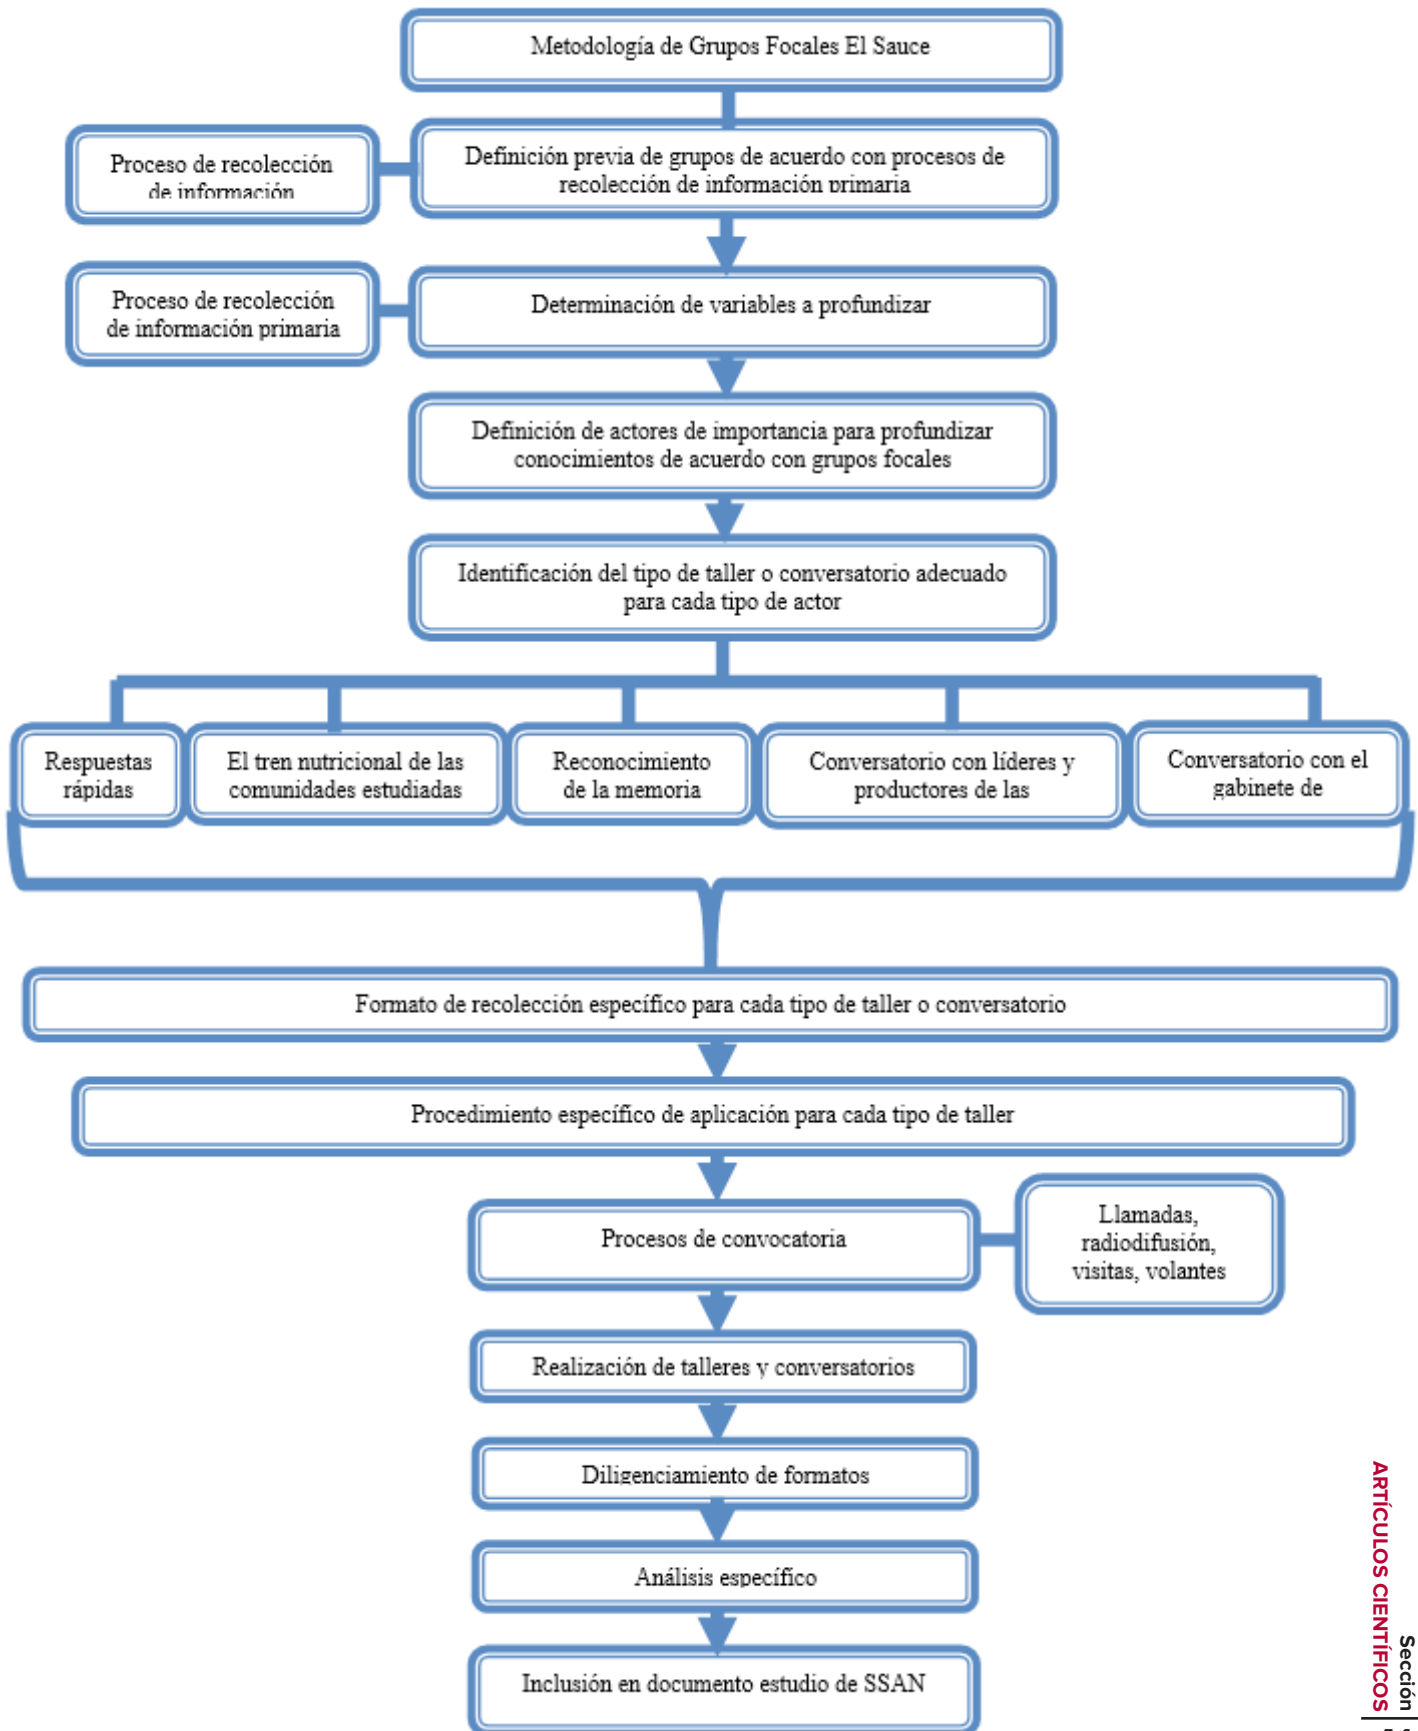 Metodología de Grupos Focales El Sauce
Proceso de recolección
de información
Definición previa de grupos de acuerdo con procesos de
recolección de información primaria
Proceso de recolección
de información primaria
Determinación de variables a profundizar
Definición de actores de importancia para profundizar
conocimientos de acuerdo con grupos focales
Identificación del tipo de taller o conversatorio adecuado
para cada tipo de actor
Respuestas
rápidas
El tren nutricional de las
comunidades estudiadas
Reconocimiento
de la memoria
Conversatorio con líderes y
productores de las
Conversatorio con el
gabinete de
Formato de recolección específico para cada tipo de taller o conversatorio
Procedimiento específico de aplicación para cada tipo de taller
Procesos de convocatoria
Llamadas,
radiodifusión,
visitas, volantes
Realización de talleres y conversatorios
Diligenciamiento de formatos
Análisis específico
Inclusión en documento estudio de SSAN
Sección
ARTÍCULOS CIENTÍFICOS